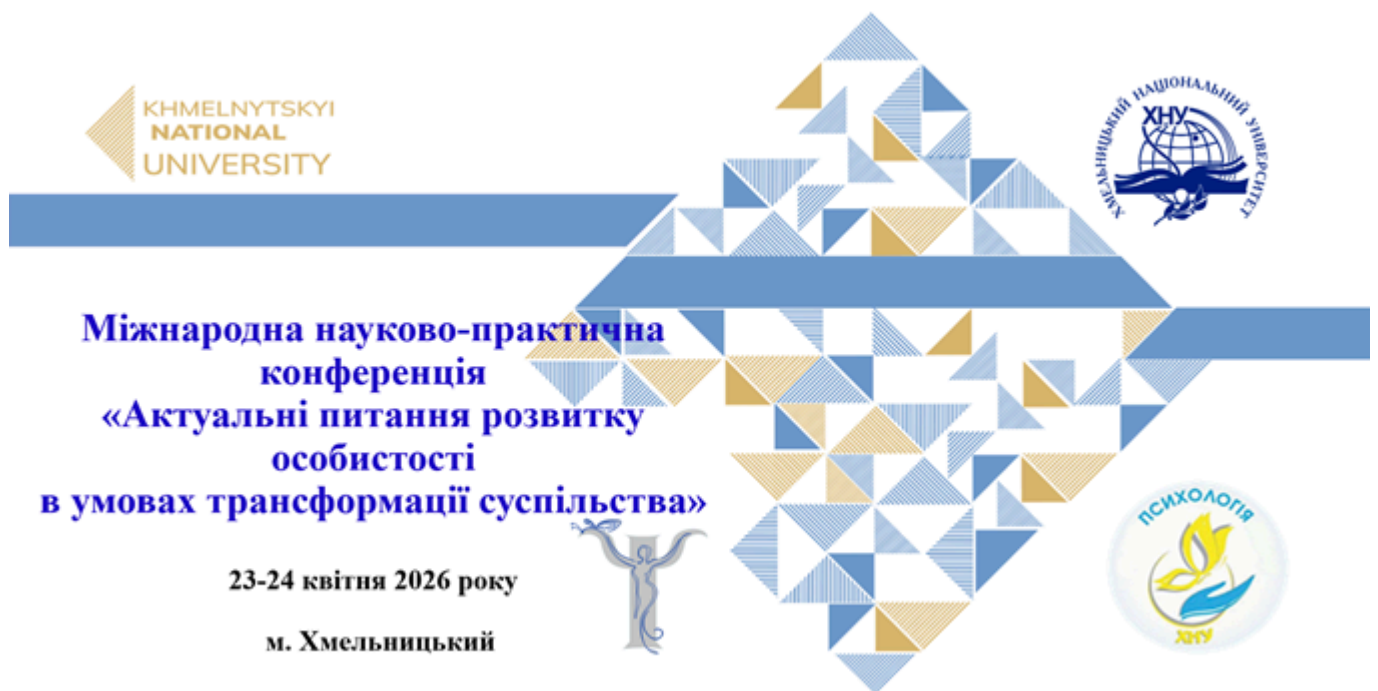 KHMELNYTSKYI
NATIONAL
UNIVERSITY
ХМЕЛЬНИЦЬКИЙ НАЦІОНАЛЬНИЙ УНІВЕРСИТЕТ
ХНУ
Міжнародна науково-практична
конференція
«Актуальні питання розвитку
особистості
в умовах трансформації суспільства»
23-24 квітня 2026 року
м. Хмельницький
ПСИХОЛОГІЯ
ХНУ